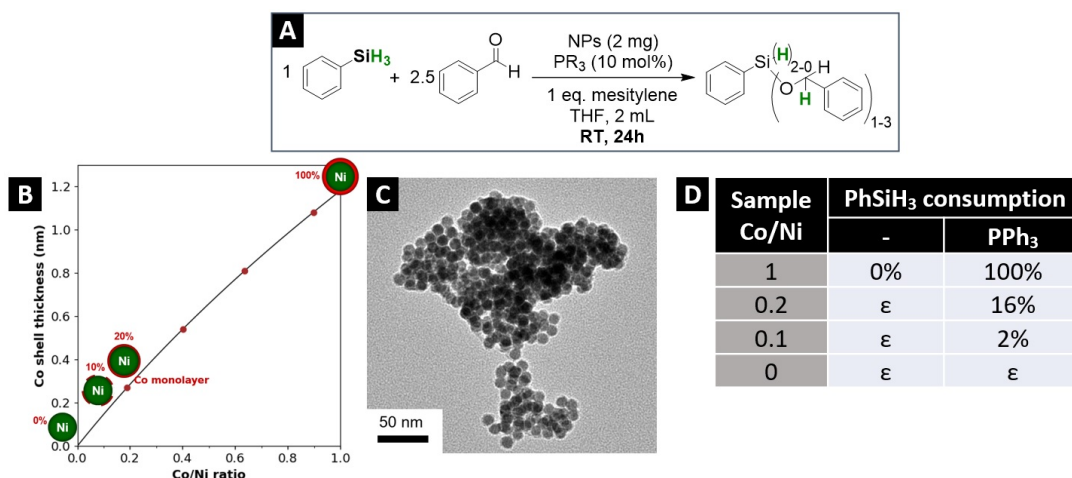 A
1
SiH3
+
2.5
O
H
NPs (2 mg)
PR3 (10 mol%)
1 eq. mesitylene
THF, 2 mL
RT, 24h
Si
(H)
2-0
H
O
H
1-3
B
Co shell thickness (nm)
1.2
1.0
0.8
0.6
0.4
0.2
0.0
100%
Ni
20%
Ni
10%
Ni
0%
Ni
Co monolayer
0.0 0.2 0.4 0.6 0.8 1.0
Co/Ni ratio
C
50 nm
D
Sample
Co/Ni
PhSiH3 consumption
- PPh3
1 0% 100%
0.2 ε 16%
0.1 ε 2%
0 ε ε